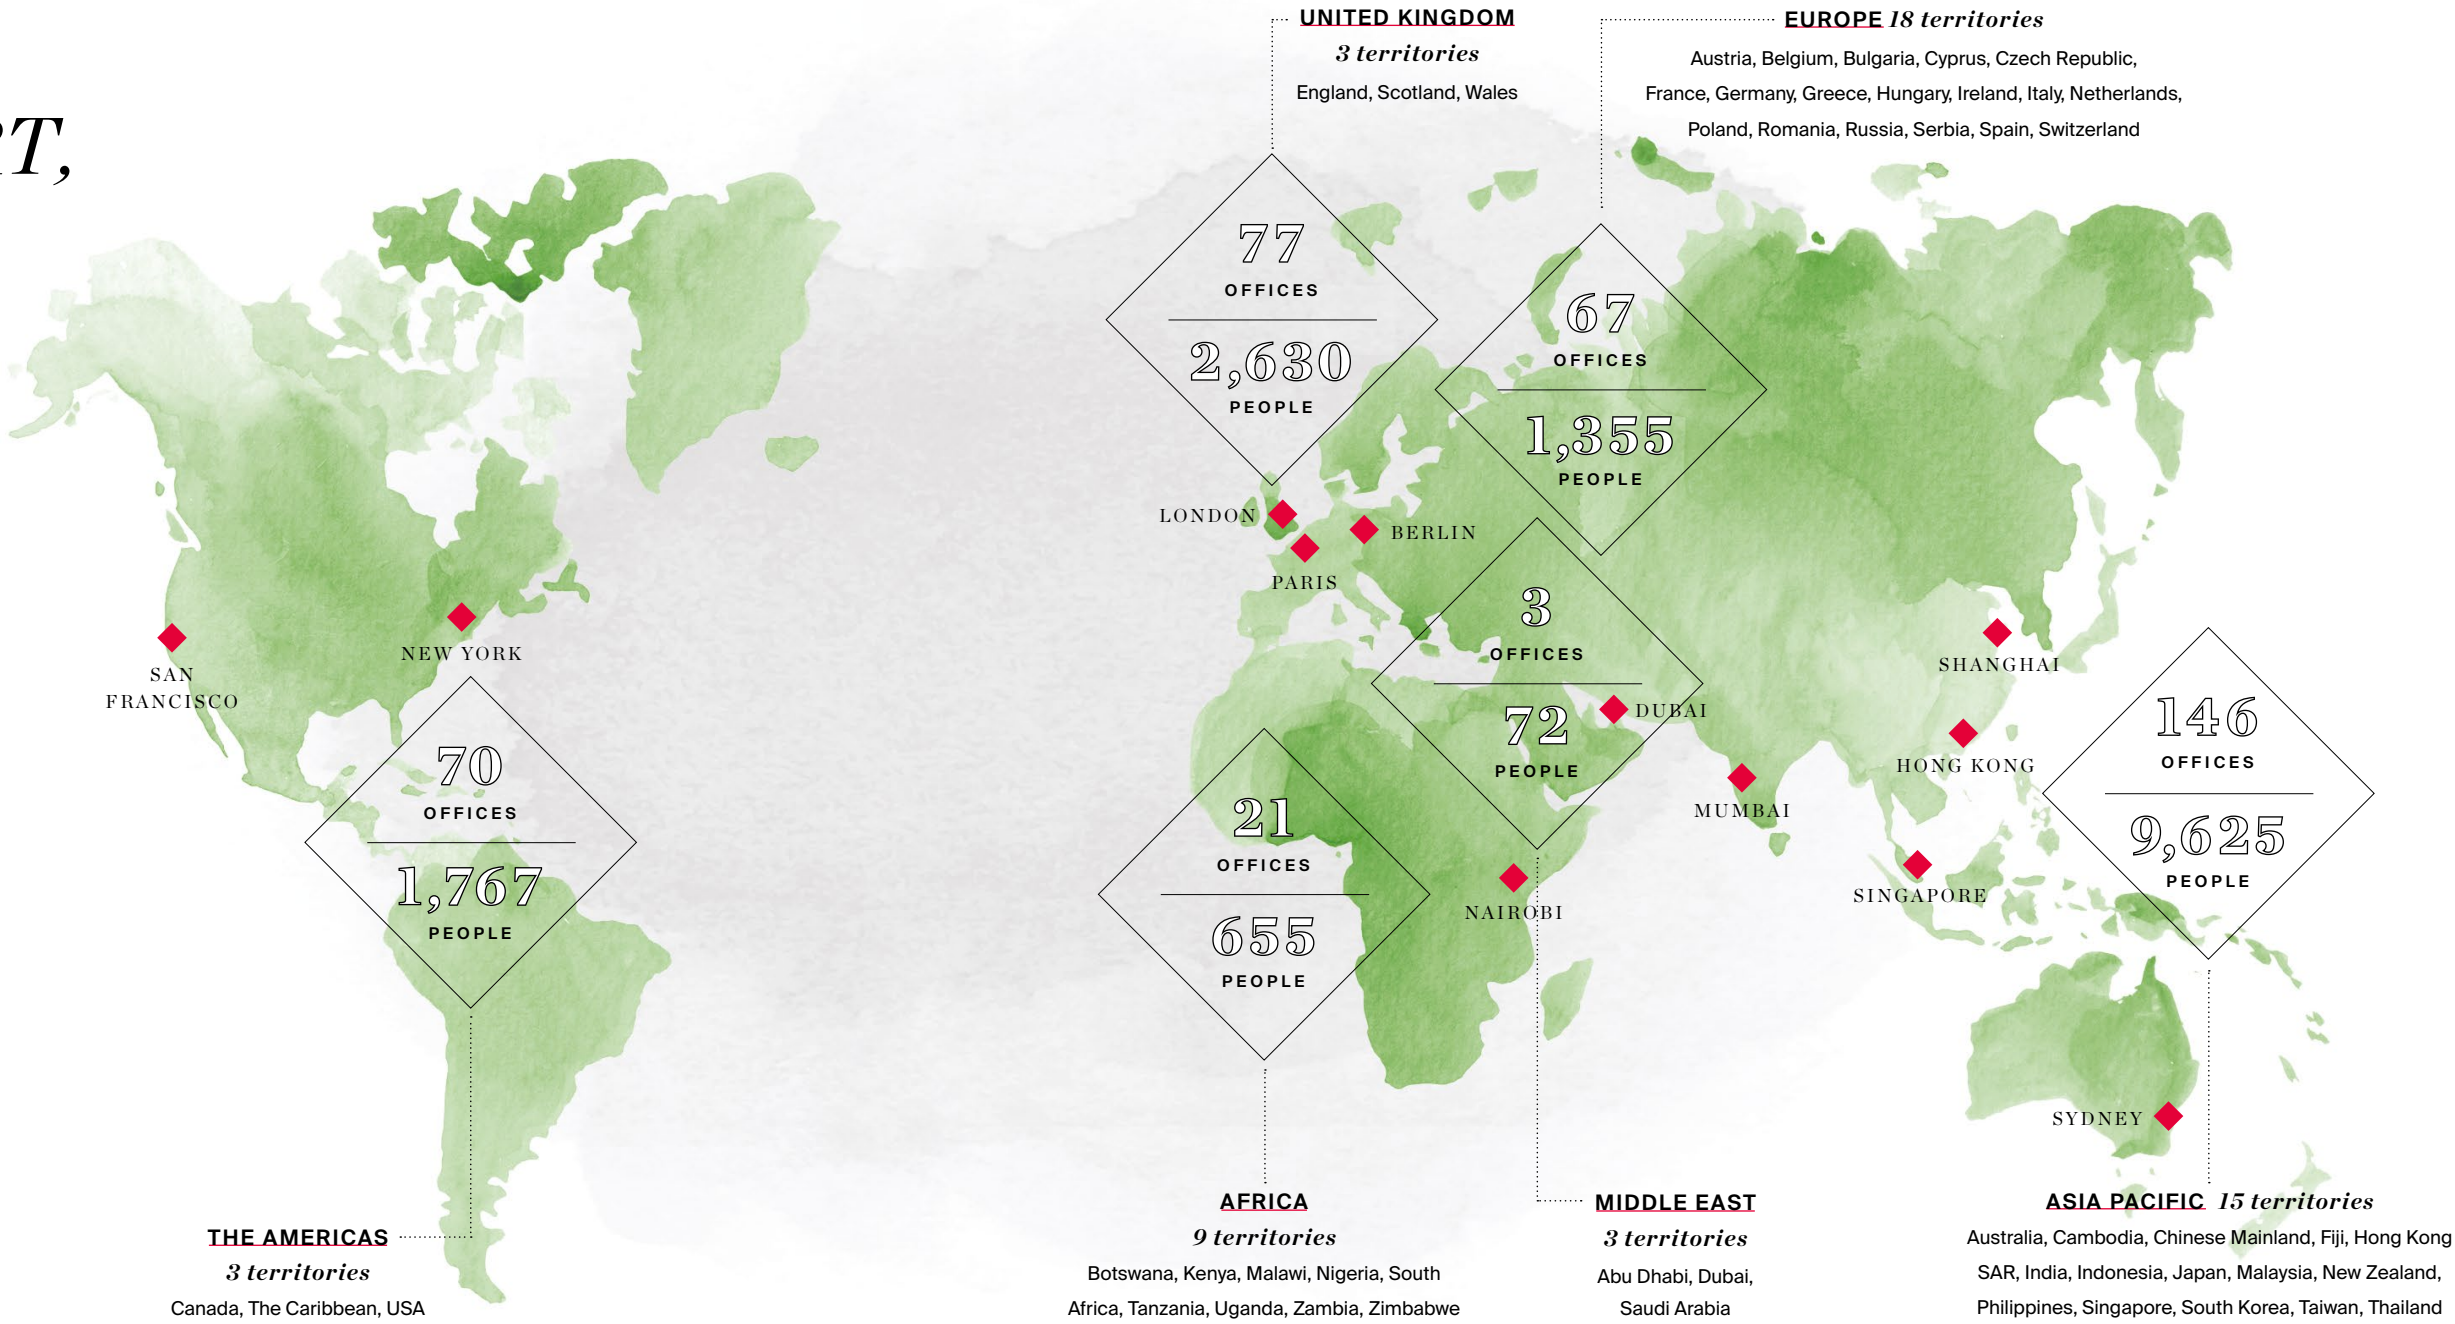 UNITED KINGDOM
3 territories
England, Scotland, Wales
EUROPE 18 territories
Austria, Belgium, Bulgaria, Cyprus, Czech Republic,
France, Germany, Greece, Hungary, Ireland, Italy, Netherlands,
Poland, Romania, Russia, Serbia, Spain, Switzerland
T,
77
OFFICES
2,630
PEOPLE
67
OFFICES
1,355
PEOPLE
LONDON
BERLIN
PARIS
3
OFFICES
72
PEOPLE
DUBAI
NEW YORK
SAN
FRANCISCO
SHANGHAI
HONG KONG
MUMBAI
SINGAPORE
70
OFFICES
1,767
PEOPLE
21
OFFICES
655
PEOPLE
NAIROBI
146
OFFICES
9,625
PEOPLE
SYDNEY
THE AMERICAS
3 territories
Canada, The Caribbean, USA
AFRICA
9 territories
Botswana, Kenya, Malawi, Nigeria, South
Africa, Tanzania, Uganda, Zambia, Zimbabwe
MIDDLE EAST
3 territories
Abu Dhabi, Dubai,
Saudi Arabia
ASIA PACIFIC 15 territories
Australia, Cambodia, Chinese Mainland, Fiji, Hong Kong
SAR, India, Indonesia, Japan, Malaysia, New Zealand,
Philippines, Singapore, South Korea, Taiwan, Thailand